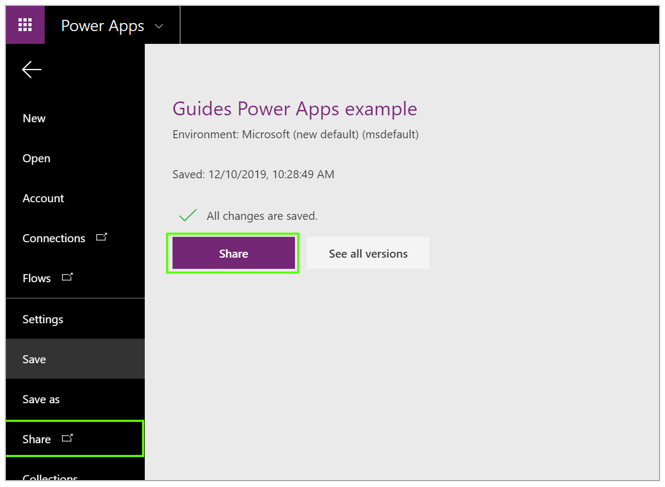 Power Apps
New
Open
Account
Connections
Flows
Settings
Save
Save as
Share
Collections
Guides Power Apps example
Environment: Microsoft (new default) (msdefault)
Saved: 12/10/2019, 10:28:49 AM
All changes are saved.
Share See all versions